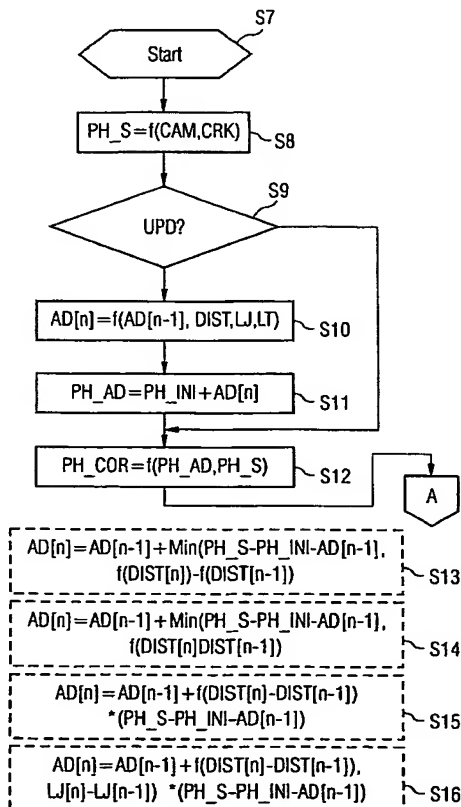 S7
Start
PH_S=f(CAM,CRK)
S8
S9
UPD?
AD[n]=f(AD[n-1], DIST,LJ,LT)
S10
PH_AD=PH_INI+AD[n]
S11
PH_COR=f(PH_AD,PH_S)
S12
A
AD[n]=AD[n-1]+Min(PH_S-PH_INI-AD[n-1],
f(DIST[n])-f(DIST[n-1])
S13
AD[n]=AD[n-1]+Min(PH_S-PH_INI-AD[n-1],
f(DIST[n]DIST[n-1])
S14
AD[n]=AD[n-1]+f(DIST[n]-DIST[n-1])
*(PH_S-PH_INI-AD[n-1])
S15
AD[n]=AD[n-1]+f(DIST[n]-DIST[n-1]),
LJ[n]-LJ[n-1]) *(PH_S-PH_INI-AD[n-1])
S16